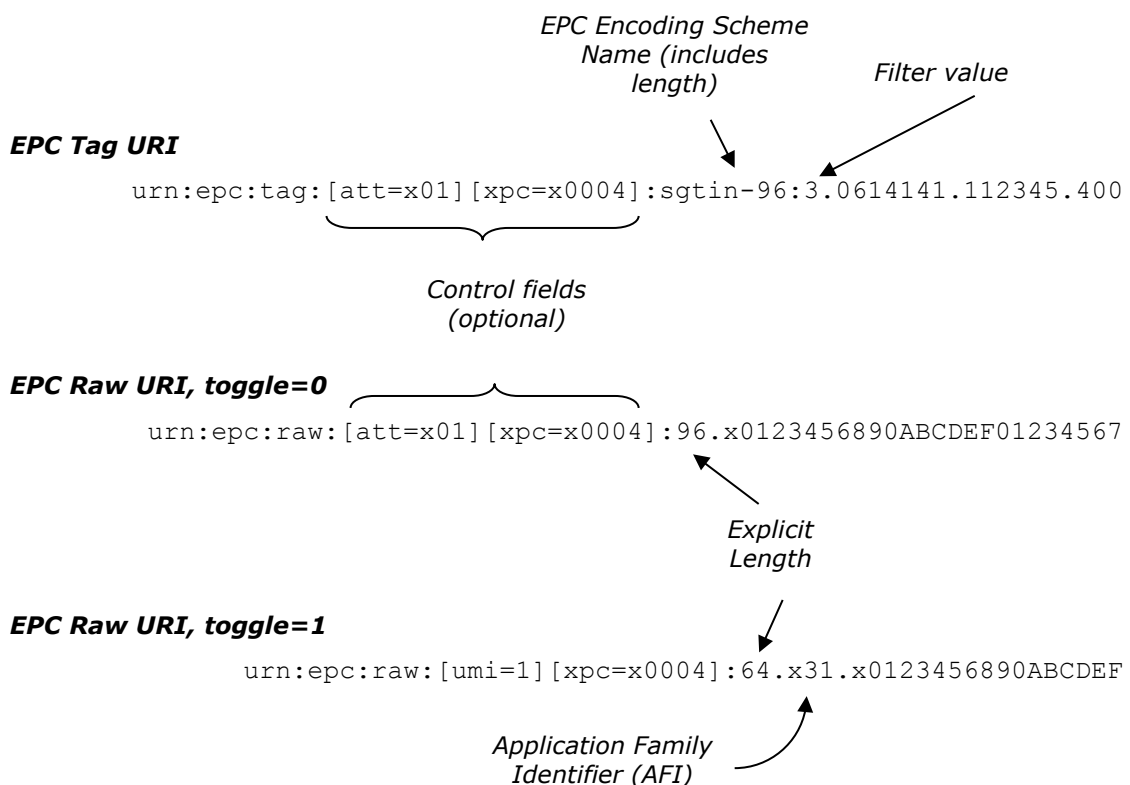 EPC Encoding Scheme
Name (includes
length)
Filter value
EPC Tag URI
urn:epc:tag:[att=x01][xpc=x0004]:sgtin-96:3.0614141.112345.400
Control fields
(optional)
EPC Raw URI, toggle=0
urn:epc:raw:[att=x01][xpc=x0004]:96.x0123456890ABCDEF01234567
Explicit
Length
EPC Raw URI, toggle=1
urn:epc:raw:[umi=1][xpc=x0004]:64.x31.x0123456890ABCDEF
Application Family
Identifier (AFI)